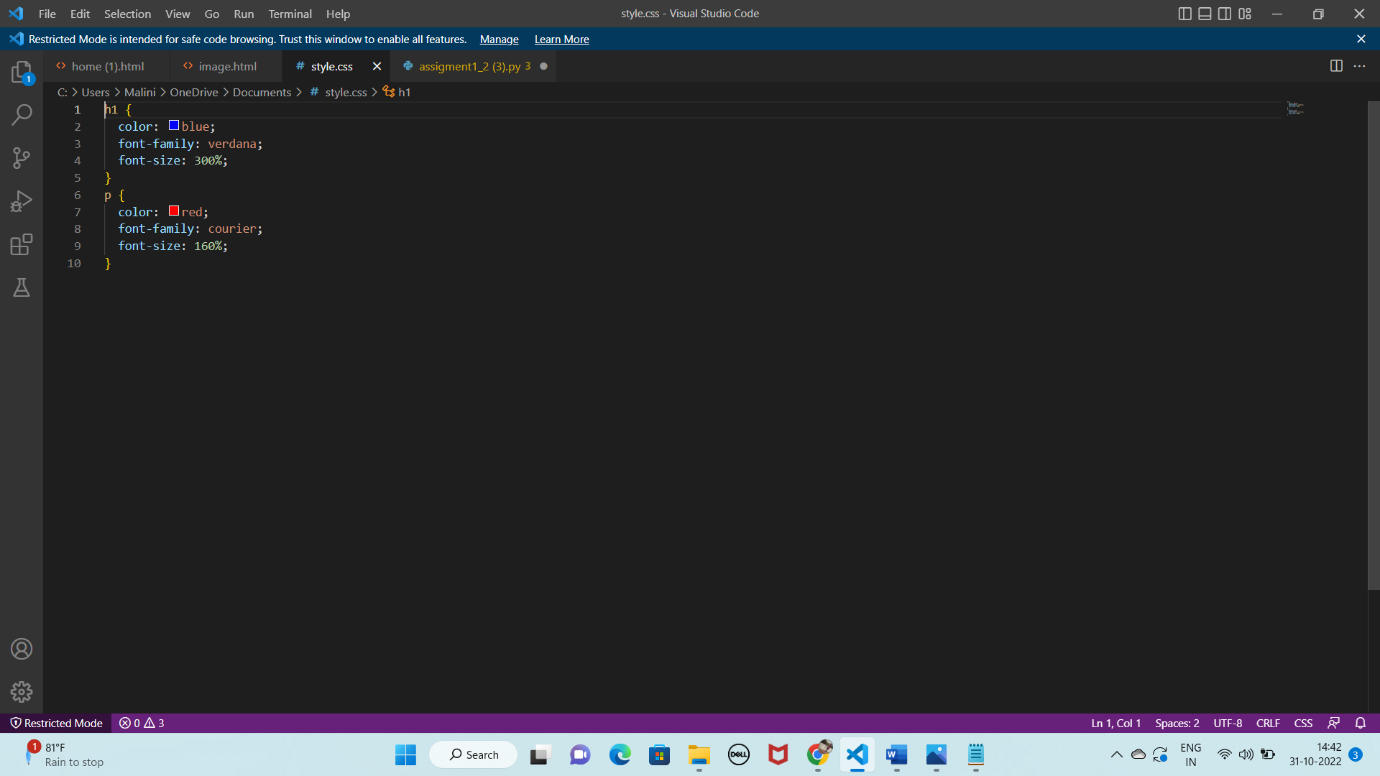 File Edit Selection View Go Run Terminal Help style.css - Visual Studio Code
Restricted Mode is intended for safe code browsing. Trust this window to enable all features. Manage Learn More
1 home (1).html image.html # style.css assigment1_2 (3).py 3
C: > Users > Malini > OneDrive > Documents > # style.css > h1
1 h1 {
2 color: blue;
3 font-family: verdana;
4 font-size: 300%;
5 }
6 p {
7 color: red;
8 font-family: courier;
9 font-size: 160%;
10 }
Restricted Mode 0 3 Ln 1, Col 1 Spaces: 2 UTF-8 CRLF CSS
1 81°F Search DELL ENG 14:42
Rain to stop IN 31-10-2022 3